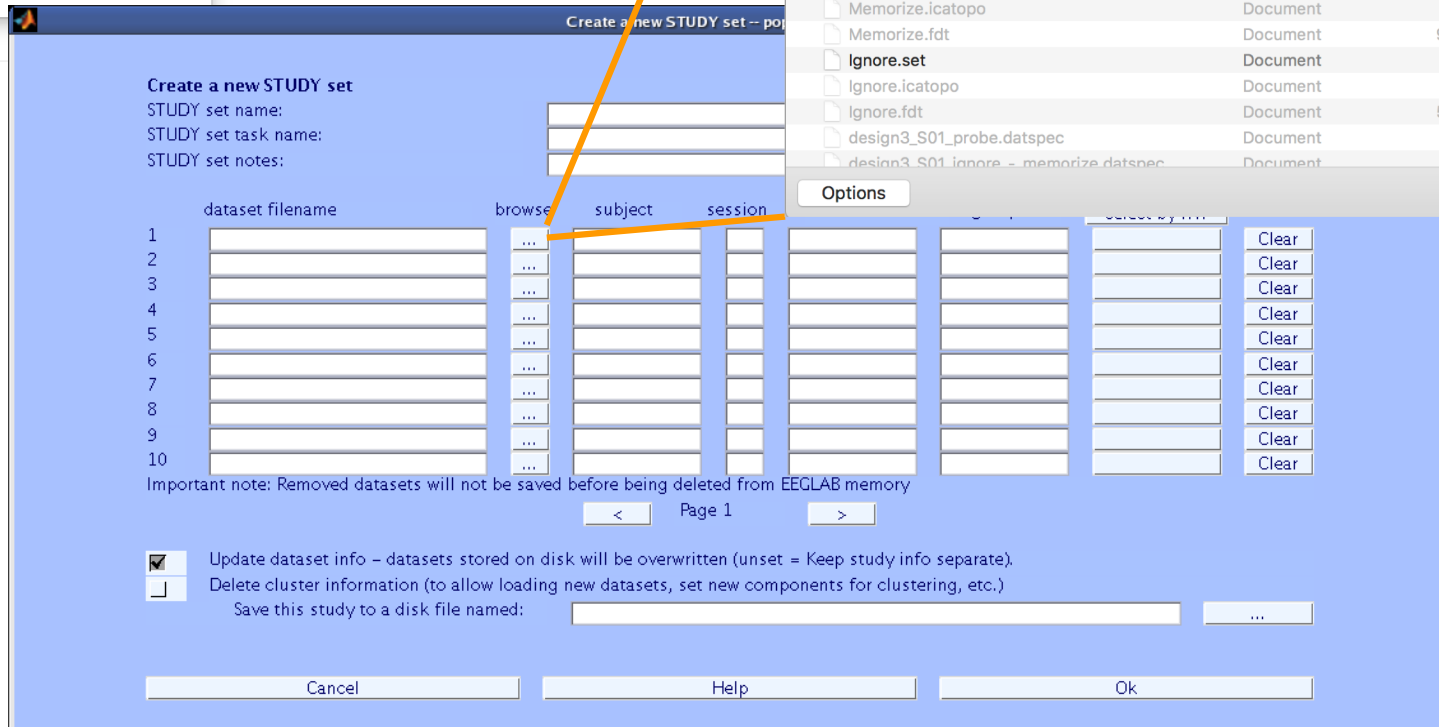 Memorize.icatopo Document
Create a new STUDY set -- pop
Memorize.fdt Document
Ignore.set Document
Create a new STUDY set
Ignore.icatopo Document
STUDY set name:
Ignore.fdt Document
STUDY set task name:
design3_S01_probe.datspec Document
STUDY set notes:
design3_S01_ignore - memorize.datspec Document
Options
dataset filename browse subject session
1 ... Clear
2 ... Clear
3 ... Clear
4 ... Clear
5 ... Clear
6 ... Clear
7 ... Clear
8 ... Clear
9 ... Clear
10 ... Clear
Important note: Removed datasets will not be saved before being deleted from EEGLAB memory
< Page 1 >
Update dataset info – datasets stored on disk will be overwritten (unset = Keep study info separate).
Delete cluster information (to allow loading new datasets, set new components for clustering, etc.)
Save this study to a disk file named: ...
Cancel Help Ok